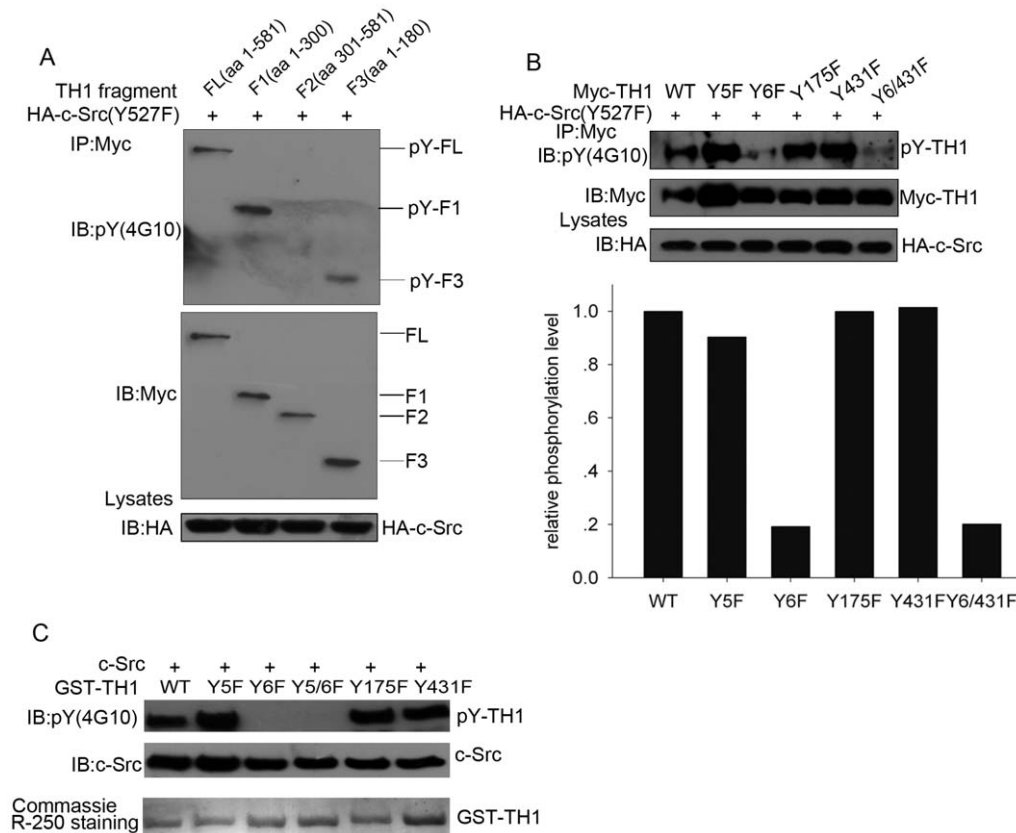 A
TH1 fragment FL(aa 1-581) F1(aa 1-300) F2(aa 301-581) F3(aa 1-180)
HA-c-Src(Y527F) + + + +
IP:Myc
pY-FL
pY-F1
IB:pY(4G10)
pY-F3
FL
IB:Myc
F1
F2
F3
Lysates
IB:HA HA-c-Src
B
Myc-TH1 WT Y5F Y6F Y175F Y431F Y6/431F
HA-c-Src(Y527F) + + + + + +
IP:Myc
IB:pY(4G10) pY-TH1
IB:Myc Myc-TH1
Lysates
IB:HA HA-c-Src
relative phosphorylation level
1.0
.8
.6
.4
.2
0.0
WT Y5F Y6F Y175F Y431F Y6/431F
C
c-Src + + + + + +
GST-TH1 WT Y5F Y6F Y5/6F Y175F Y431F
IB:pY(4G10) pY-TH1
IB:c-Src c-Src
Commassie
R-250 staining GST-TH1